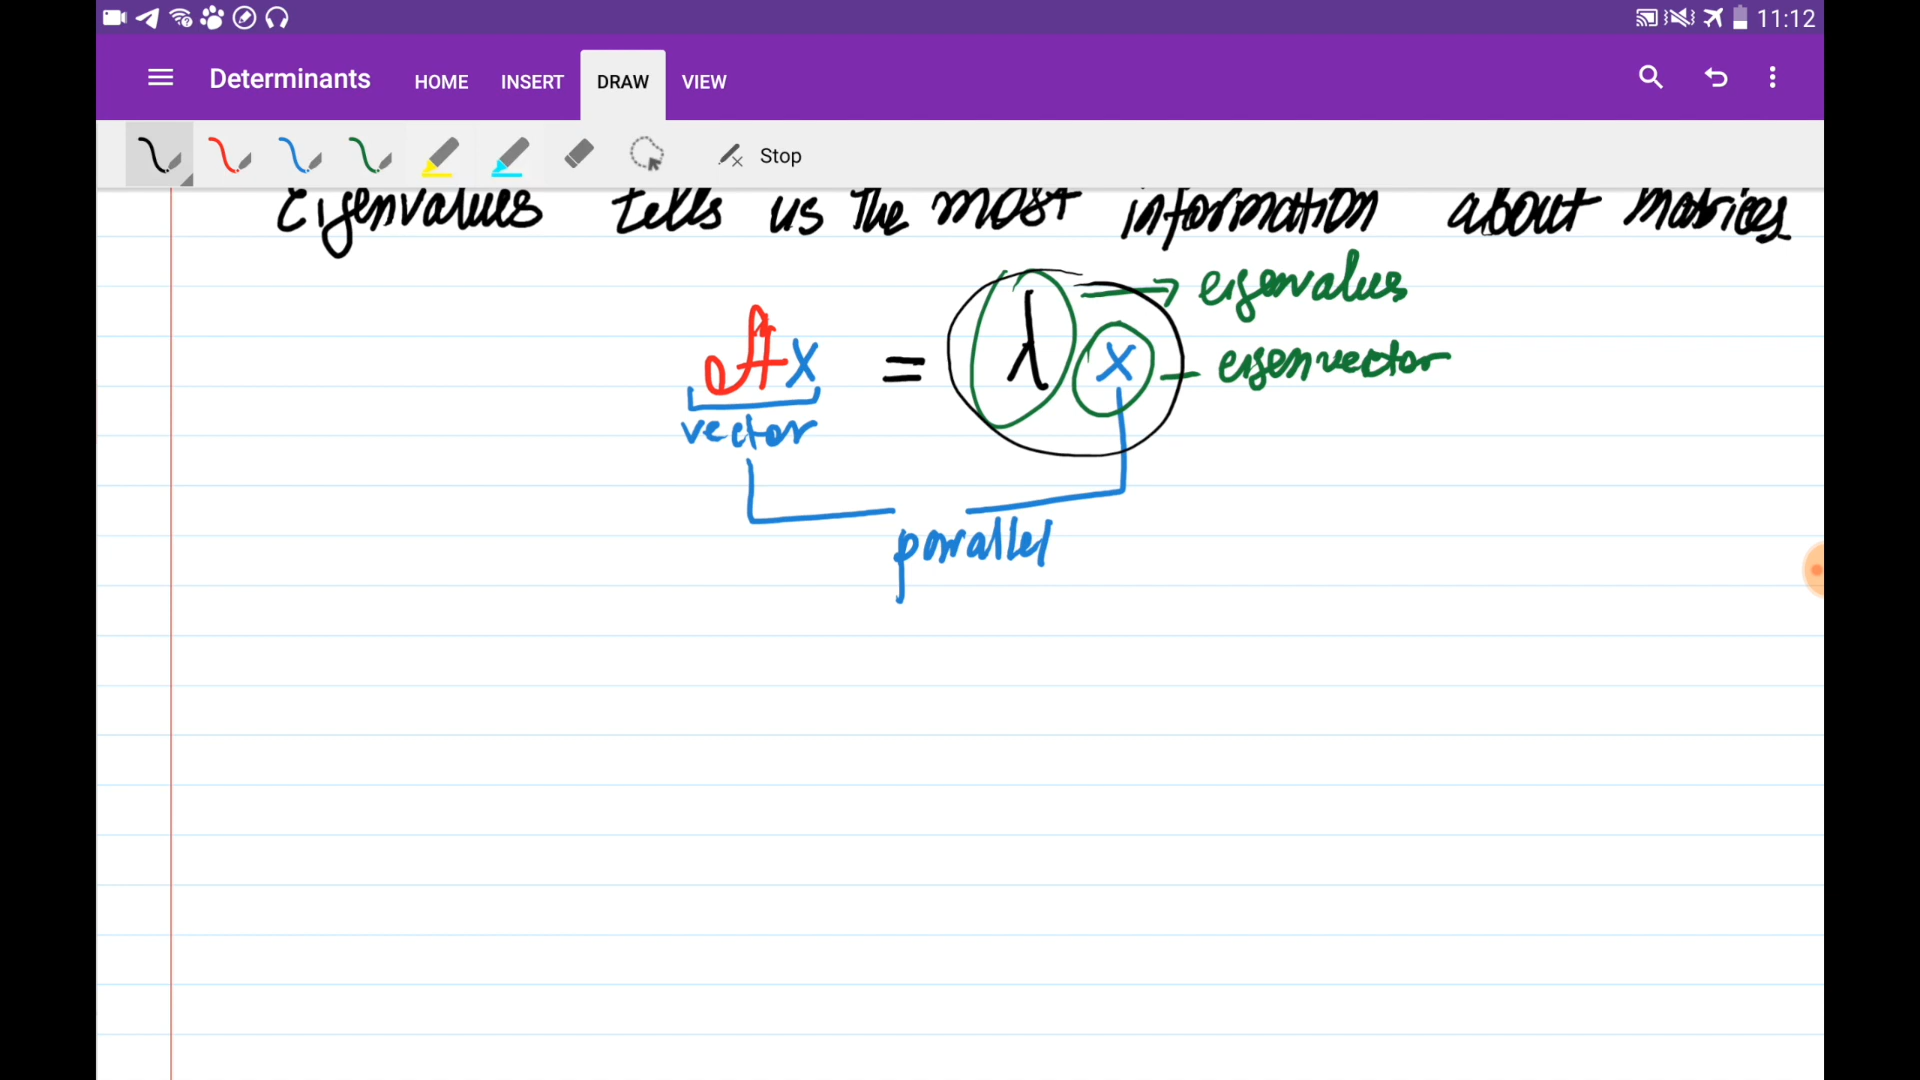 11:12
Determinants HOME INSERT DRAW VIEW
Stop
Eigenvalues tells us the most information about matrices
Ax = λx
eigenvalues
eigenvector
vector
parallel